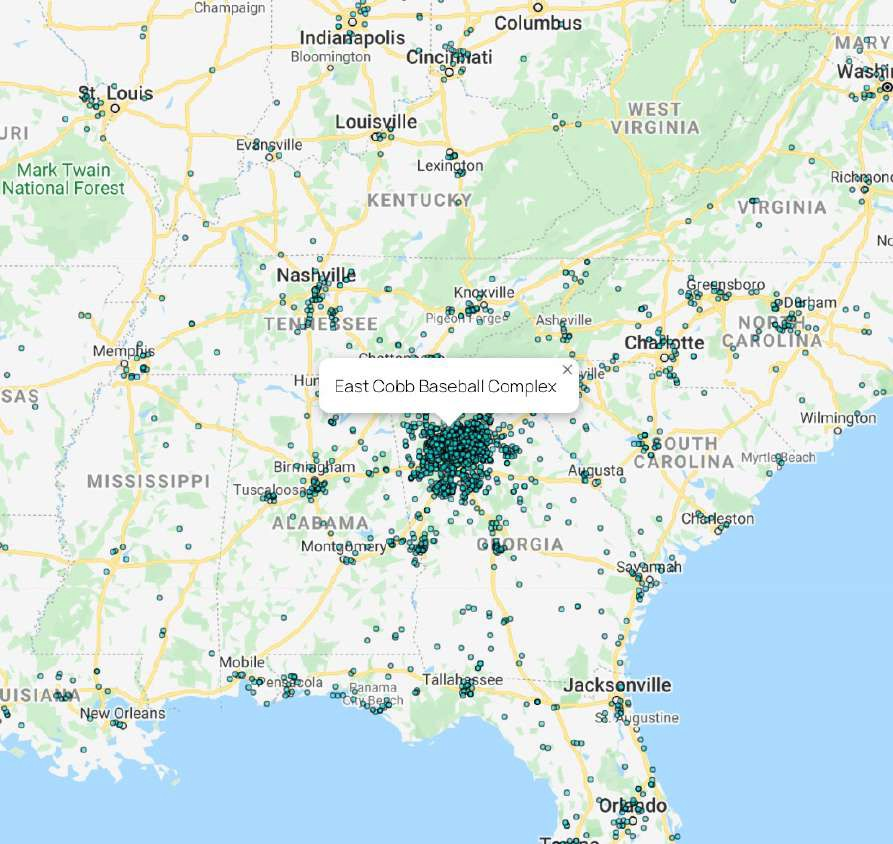 Champaign
Indianapolis
Bloomington
Columbus
Cincinnati
MARY
Washi
St. Louis
WEST
VIRGINIA
Louisville
URI
Evansville
Mark Twain
National Forest
Lexington
Richmond
KENTUCKY
VIRGINIA
No
Nashville
Knoxville
Greensboro
Durham
TENNESSEE
Pigeon Forge
Asheville
NORTH
CAROLINA
Memphis
Charlotte
Chatt
East Cobb Baseball Complex
×
ville
Hun
SAS
Wilmington
SOUTH
CAROLINA
Myrtle Beach
Birmingham
Augusta
MISSISSIPPI
Tuscaloosa
ALABAMA
Charleston
Montgomery
GEORGIA
Savannah
Mobile
Pensacola
Panama
City Beach
Tallahassee
Jacksonville
UISIANA
New Orleans
St. Augustine
Orlando